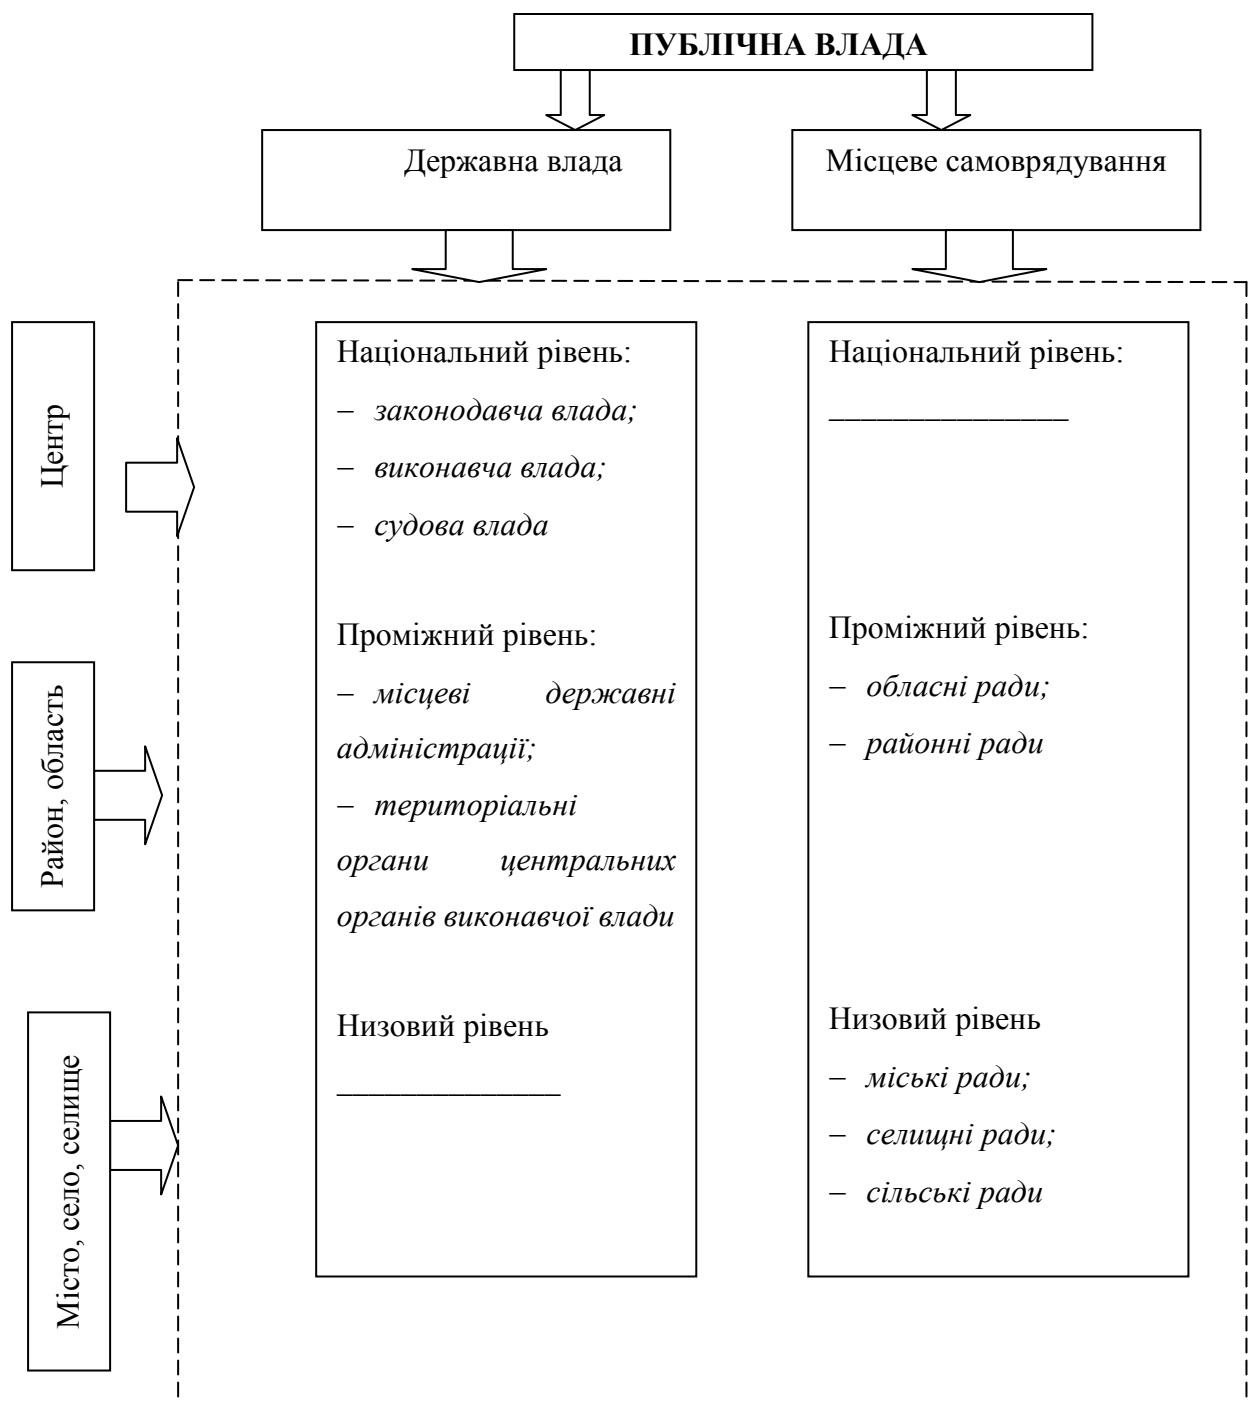 ПУБЛІЧНА ВЛАДА
Державна влада
Місцеве самоврядування
Центр
Національний рівень:
– законодавча влада;
– виконавча влада;
– судова влада
Національний рівень:
_______________
Район, область
Проміжний рівень:
– місцеві державні
адміністрації;
– територіальні
органи центральних
органів виконавчої влади
Проміжний рівень:
– обласні ради;
– районні ради
Місто, село, селище
Низовий рівень
______________
Низовий рівень
– міські ради;
– селищні ради;
– сільські ради